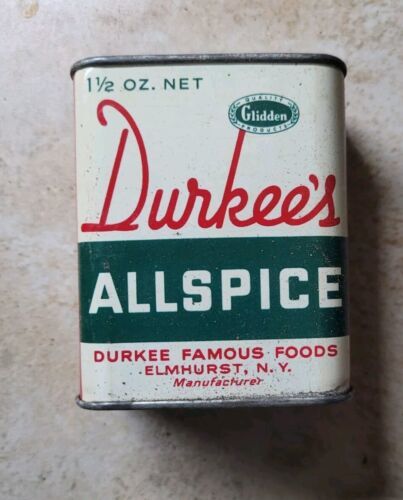 1½ OZ. NET
QUALITY
Glidden
PRODUCTS
Durkee's
ALLSPICE
DURKEE FAMOUS FOODS
ELMHURST, N.Y.
Manufacturer